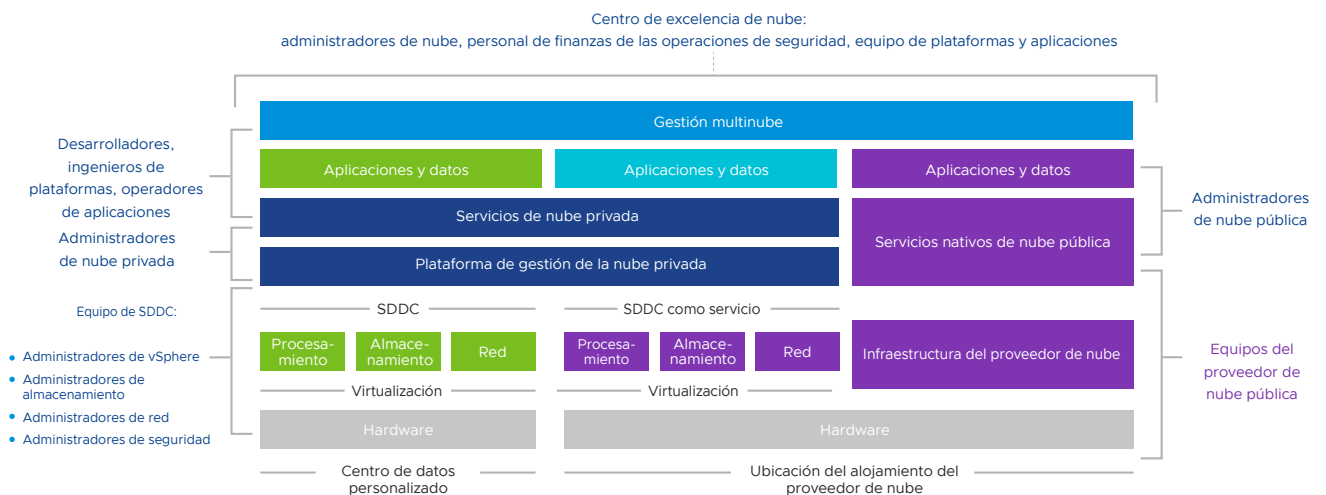 Centro de excelencia de nube:
administradores de nube, personal de finanzas de las operaciones de seguridad, equipo de plataformas y aplicaciones
Gestión multinube
Desarrolladores,
ingenieros de
plataformas, operadores
de aplicaciones
Aplicaciones y datos
Aplicaciones y datos
Aplicaciones y datos
Servicios de nube privada
Servicios nativos de nube pública
Administradores
de nube pública
Administradores
de nube privada
Plataforma de gestión de la nube privada
Equipo de SDDC:
Administradores de vSphere
Administradores de
almacenamiento
Administradores de red
Administradores de seguridad
SDDC
SDDC como servicio
Procesa-
miento
Almace-
namiento
Red
Procesa-
miento
Almace-
namiento
Red
Infraestructura del proveedor de nube
Equipos del
proveedor de
nube pública
Virtualización
Virtualización
Hardware
Hardware
Centro de datos
personalizado
Ubicación del alojamiento del
proveedor de nube